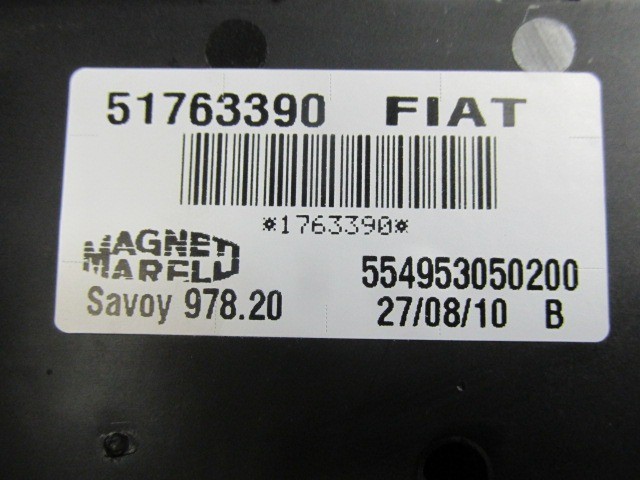 51763390 FIAT
*1763390*
MAGNETI
MARELLI
554953050200
Savoy 978.20
27/08/10 B